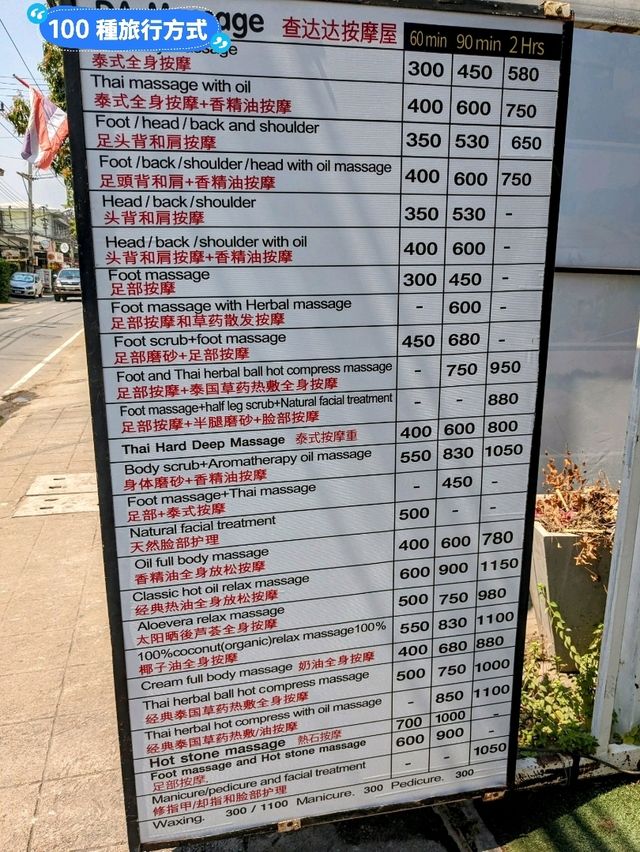 100 種旅行方式
Massage 查达达按摩屋 60 min 90 min 2 Hrs
泰式全身按摩 300 450 580
Thai massage with oil
泰式全身按摩+香精油按摩 400 600 750
Foot / head / back and shoulder
足头背和肩按摩 350 530 650
Foot / back / shoulder / head with oil massage
足頭背和肩+香精油按摩 400 600 750
Head / back / shoulder
头背和肩按摩 350 530 -
Head / back / shoulder with oil
头背和肩按摩+香精油按摩 400 600 -
Foot massage
足部按摩 300 450 -
Foot massage with Herbal massage
足部按摩和草药散发按摩 - 600 -
Foot scrub+foot massage
足部磨砂+足部按摩 450 680 -
Foot and Thai herbal ball hot compress massage
足部按摩+泰国草药热敷全身按摩 - 750 950
Foot massage+half leg scrub+Natural facial treatment
足部按摩+半腿磨砂+脸部按摩 - - 880
Thai Hard Deep Massage 泰式按摩重 400 600 800
Body scrub+Aromatherapy oil massage
身体磨砂+香精油按摩 550 830 1050
Foot massage+Thai massage
足部+泰式按摩 - 450 -
Natural facial treatment
天然脸部护理 500 - -
Oil full body massage
香精油全身放松按摩 400 600 780
Classic hot oil relax massage
经典热油全身放松按摩 600 900 1150
Aloevera relax massage
太阳晒後芦荟全身按摩 500 750 980
100%coconut(organic)relax massage100%
椰子油全身按摩 550 830 1100
Cream full body massage 奶油全身按摩 400 680 880
Thai herbal ball hot compress massage
经典泰国草药热敷全身按摩 500 750 1000
Thai herbal hot compress with oil massage
经典泰国草药热敷/油按摩 - 850 1100
Hot stone massage 熱石按摩 700 1000 -
Foot massage and Hot stone massage
足部按摩, 600 900 -
Manicure/pedicure and facial treatment
修指甲/却指和脸部护理 - - 1050
Waxing. 300 / 1100 Manicure. 300 Pedicure. 300